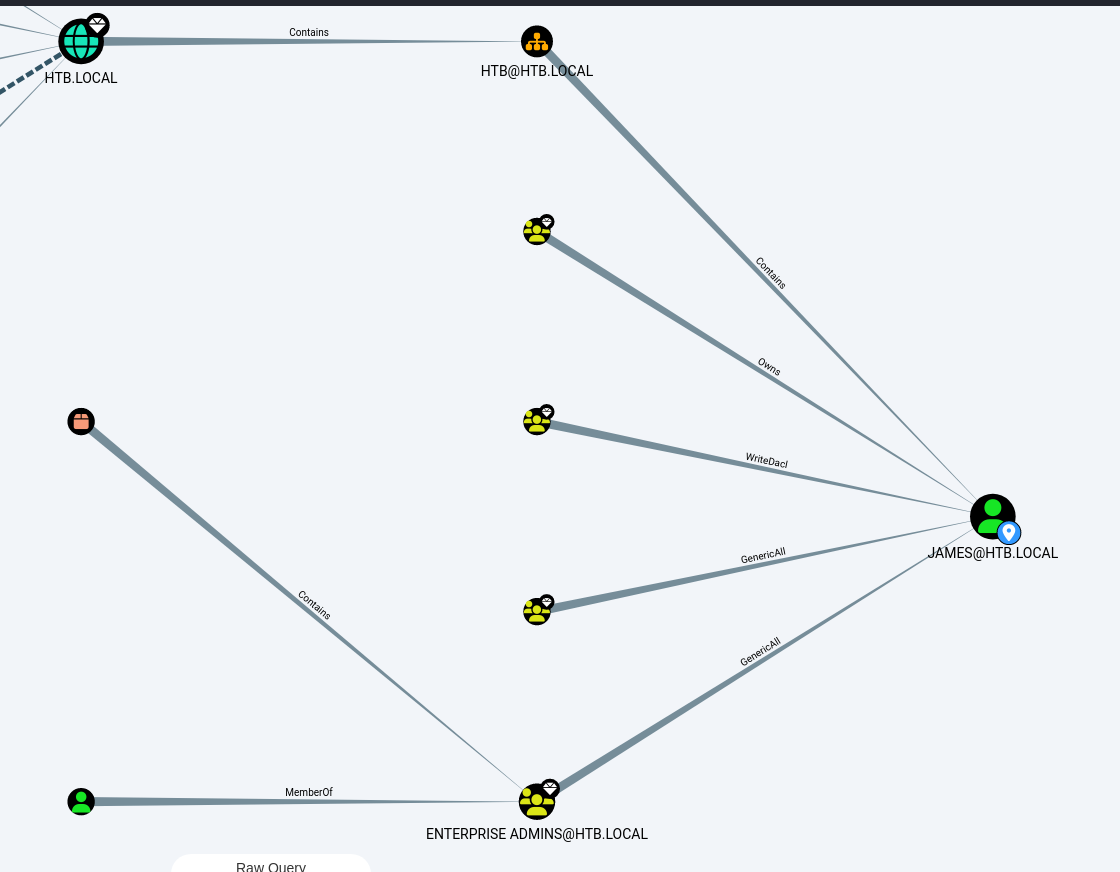 Contains
HTB.LOCAL
HTB@HTB.LOCAL
Contains
Owns
WriteDacl
GenericAll
JAMES@HTB.LOCAL
Contains
GenericAll
MemberOf
ENTERPRISE ADMINS@HTB.LOCAL
Raw Query